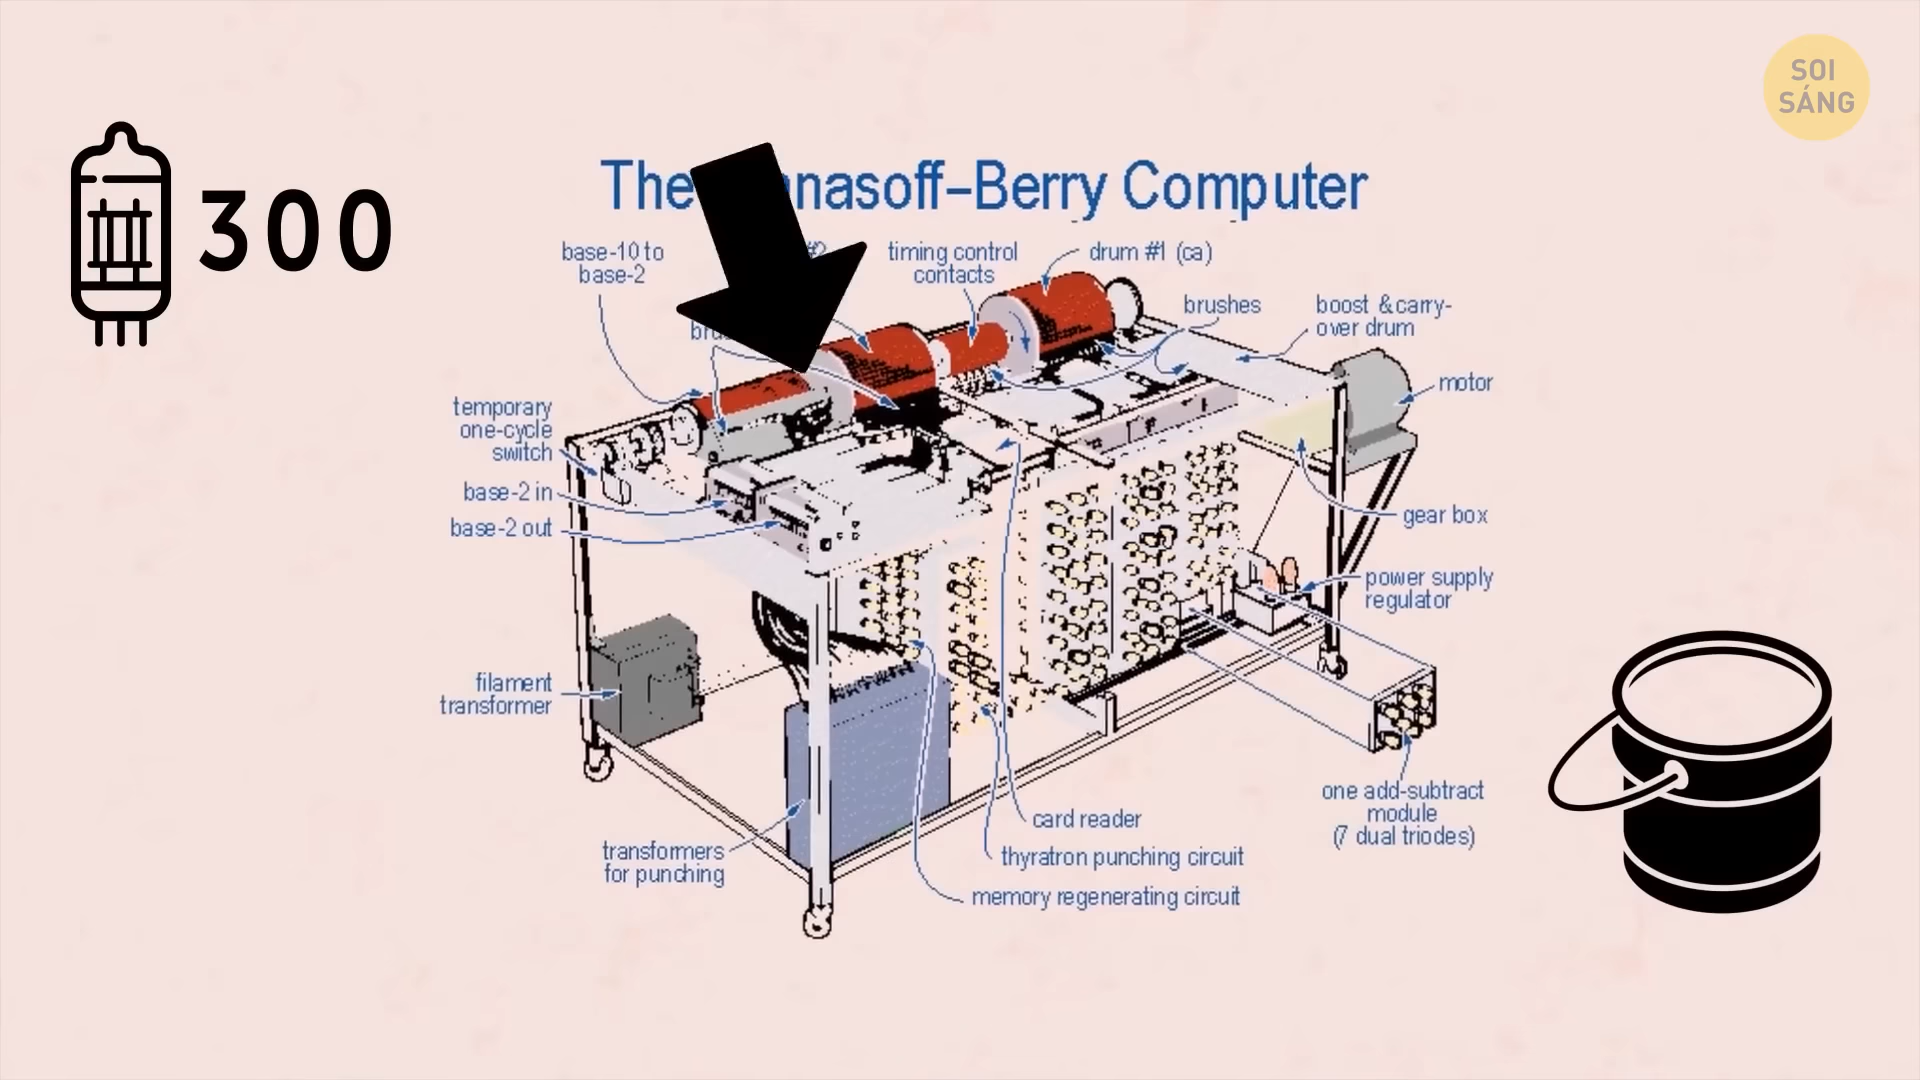 SOI
SÁNG
300
The nasoff–Berry Computer
base-10 to
base-2
#2
timing control
contacts
drum #1 (ca)
brushes
boost & carry-
over drum
motor
temporary
one-cycle
switch
base-2 in
base-2 out
gear box
power supply
regulator
filament
transformer
one add-subtract
module
(7 dual triodes)
card reader
transformers
for punching
thyratron punching circuit
memory regenerating circuit